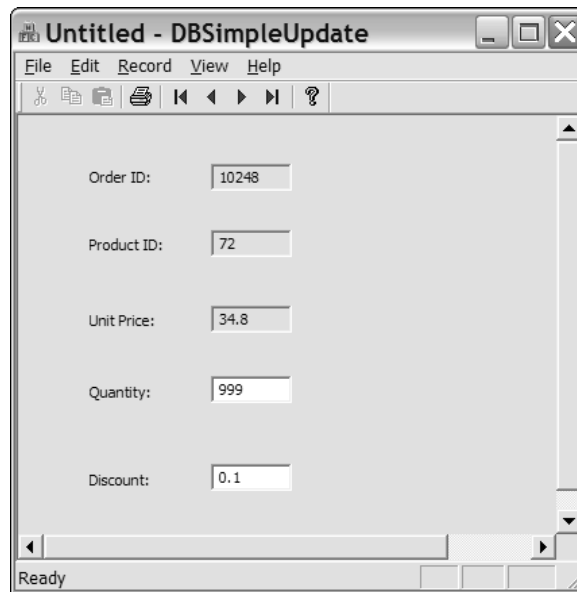 Untitled - DBSimpleUpdate
File Edit Record View Help
Order ID: 10248
Product ID: 72
Unit Price: 34.8
Quantity: 999
Discount: 0.1
Ready